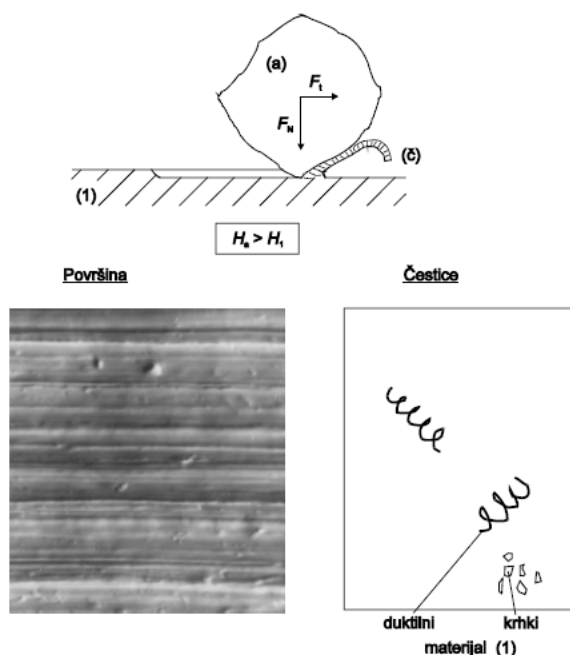 (a)
Ft
FN
(č)
(1)
Ha > H1
Površina
Čestice
duktilni
krhki
materijal (1)